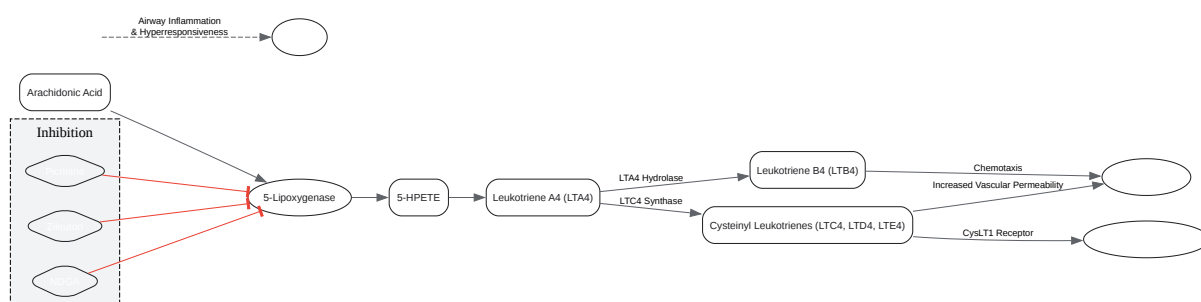 Airway Inflammation
& Hyperresponsiveness
Arachidonic Acid
Inhibition
5-Lipoxygenase
5-HPETE
Leukotriene A4 (LTA4)
LTA4 Hydrolase
LTC4 Synthase
Leukotriene B4 (LTB4)
Cysteinyl Leukotrienes (LTC4, LTD4, LTE4)
Chemotaxis
Increased Vascular Permeability
CysLT1 Receptor